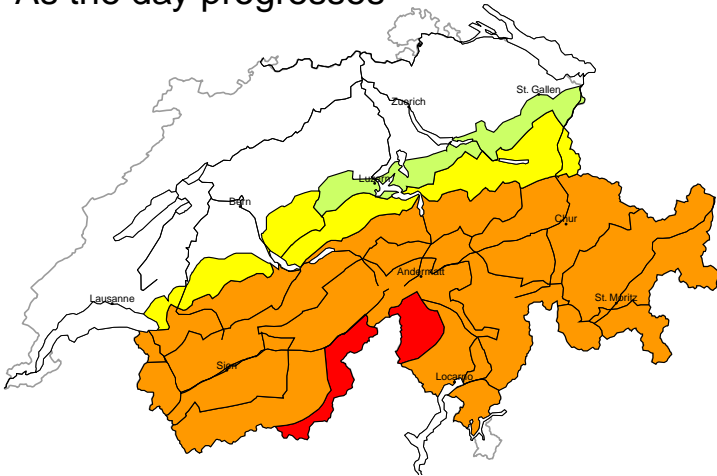 As the day progresses
St. Gallen
Zuerich
Luzern
Bern
Chur
Andermatt
Lausanne
St. Moritz
Sion
Locarno